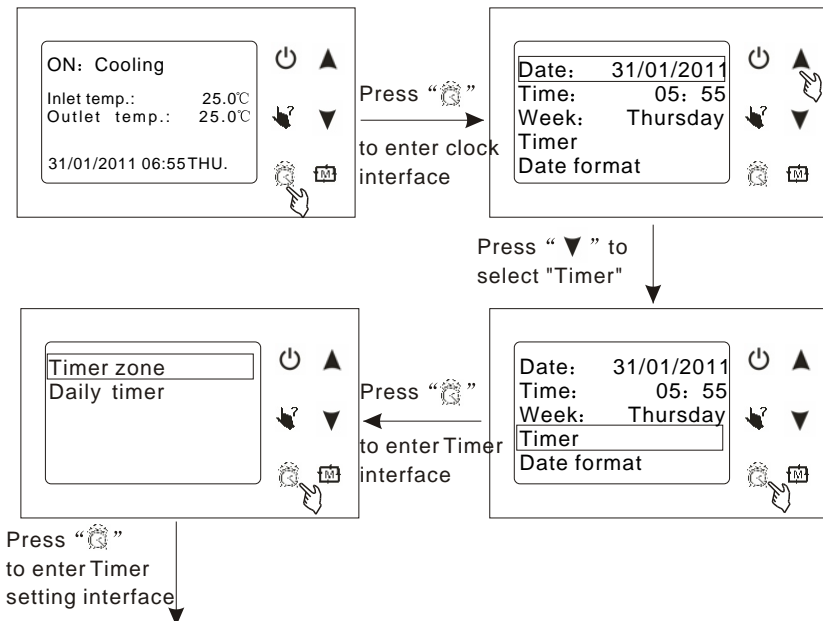 ON: Cooling
Inlet temp.: 25.0℃
Outlet temp.: 25.0℃
31/01/2011 06:55THU.
?
M
Press “ ”
to enter clock
interface
Date: 31/01/2011
Time: 05: 55
Week: Thursday
Timer
Date format
?
M
Press “▼” to
select "Timer"
Date: 31/01/2011
Time: 05: 55
Week: Thursday
Timer
Date format
?
M
Press “ ”
to enter Timer
interface
Timer zone
Daily timer
?
M
Press “ ”
to enter Timer
setting interface